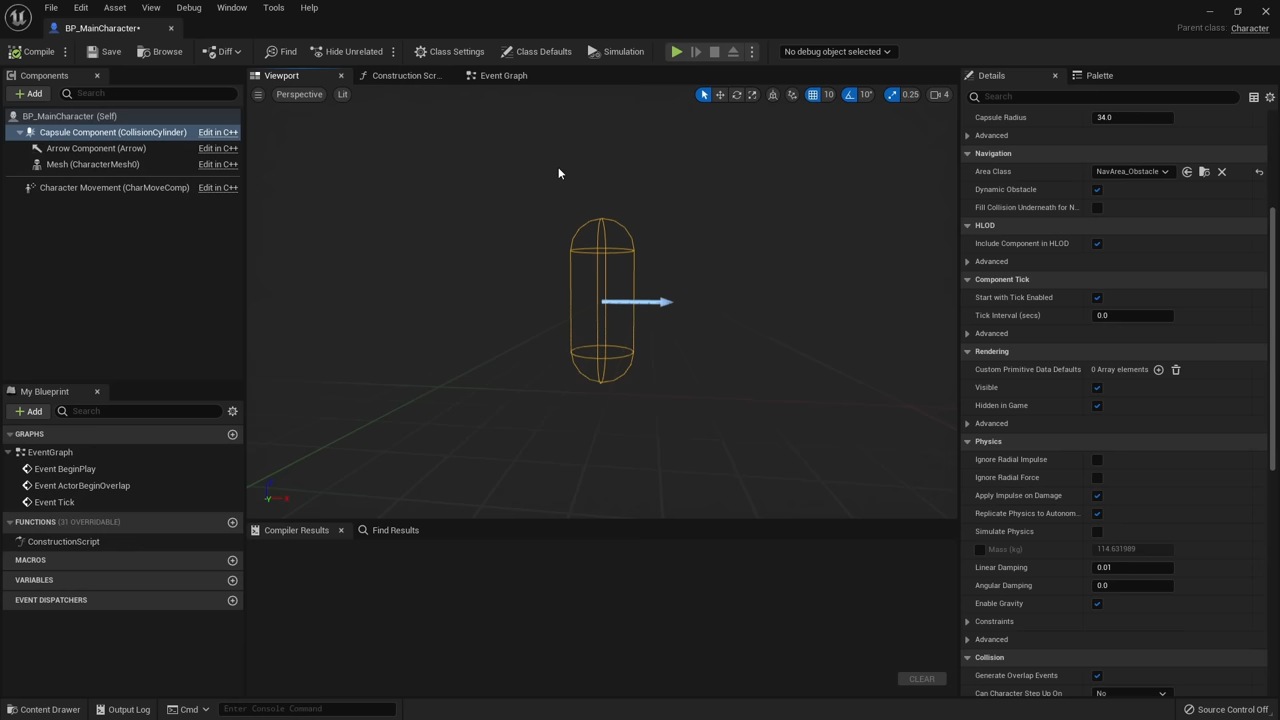 File Edit Asset View Debug Window Tools Help
BP_MainCharacter*
Parent class: Character
Compile Save Browse Diff Find Hide Unrelated Class Settings Class Defaults Simulation No debug object selected
Components
Add Search
BP_MainCharacter (Self)
Capsule Component (CollisionCylinder) Edit in C++
Arrow Component (Arrow) Edit in C++
Mesh (CharacterMesh0) Edit in C++
Character Movement (CharMoveComp) Edit in C++
My Blueprint
Add Search
GRAPHS
EventGraph
Event BeginPlay
Event ActorBeginOverlap
Event Tick
FUNCTIONS (31 OVERRIDABLE)
ConstructionScript
MACROS
VARIABLES
EVENT DISPATCHERS
Viewport Construction Scr... Event Graph
Perspective Lit 10 10° 0.25 4
Y X
Compiler Results Find Results
CLEAR
Details Palette
Search
Capsule Radius 34.0
Advanced
Navigation
Area Class NavArea_Obstacle
Dynamic Obstacle
Fill Collision Underneath for N...
HLOD
Include Component in HLOD
Advanced
Component Tick
Start with Tick Enabled
Tick Interval (secs) 0.0
Advanced
Rendering
Custom Primitive Data Defaults 0 Array elements
Visible
Hidden in Game
Advanced
Physics
Ignore Radial Impulse
Ignore Radial Force
Apply Impulse on Damage
Replicate Physics to Autonom...
Simulate Physics
Mass (kg) 114.631989
Linear Damping 0.01
Angular Damping 0.0
Enable Gravity
Constraints
Advanced
Collision
Generate Overlap Events
Can Character Step Up On No
Content Drawer Output Log Cmd Enter Console Command Source Control Off